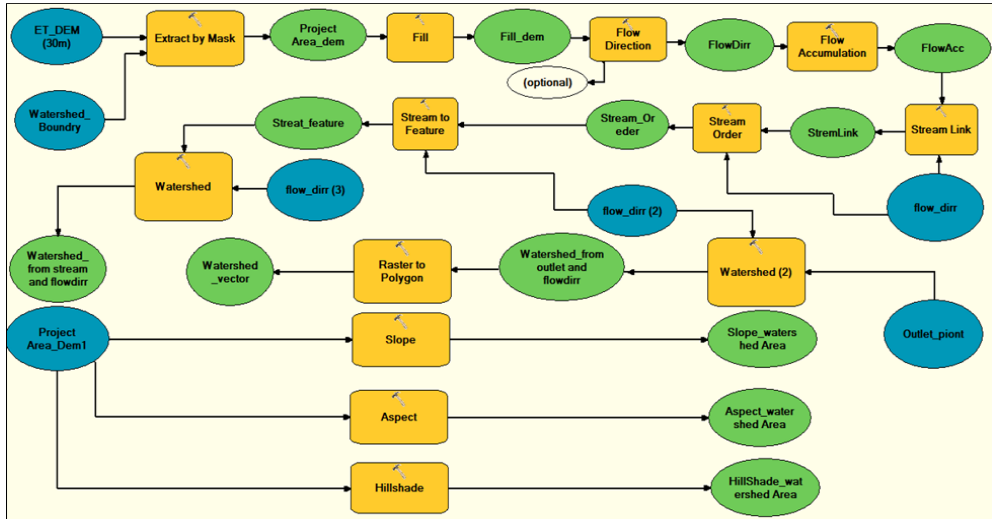 ET_DEM
(30m)
Extract by Mask
Project
Area_dem
Fill
Fill_dem
Flow
Direction
FlowDirr
Flow
Accumulation
FlowAcc
(optional)
Watershed_
Boundry
Streat_feature
Stream to
Feature
Stream_Or
eder
Stream
Order
StremLink
Stream Link
Watershed
flow_dirr (3)
flow_dirr (2)
flow_dirr
Watershed_
from stream
and flowdirr
Watershed
_vector
Raster to
Polygon
Watershed_from
outlet and
flowdirr
Watershed (2)
Outlet_piont
Project
Area_Dem1
Slope
Slope_waters
hed Area
Aspect
Aspect_water
shed Area
Hillshade
HillShade_wat
ershed Area